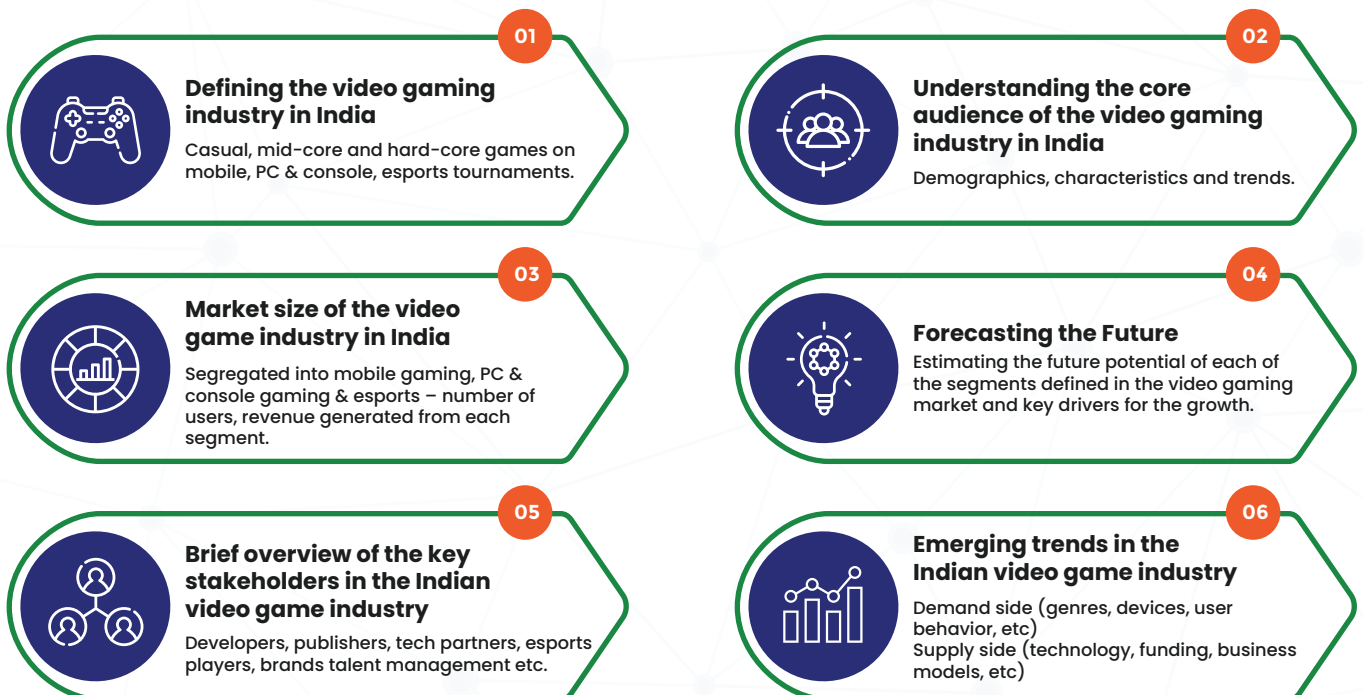 01
Defining the video gaming
industry in India
Casual, mid-core and hard-core games on
mobile, PC & console, esports tournaments.
02
Understanding the core
audience of the video gaming
industry in India
Demographics, characteristics and trends.
03
Market size of the video
game industry in India
Segregated into mobile gaming, PC &
console gaming & esports – number of
users, revenue generated from each
segment.
04
Forecasting the Future
Estimating the future potential of each of
the segments defined in the video gaming
market and key drivers for the growth.
05
Brief overview of the key
stakeholders in the Indian
video game industry
Developers, publishers, tech partners, esports
players, brands talent management etc.
06
Emerging trends in the
Indian video game industry
Demand side (genres, devices, user
behavior, etc)
Supply side (technology, funding, business
models, etc)